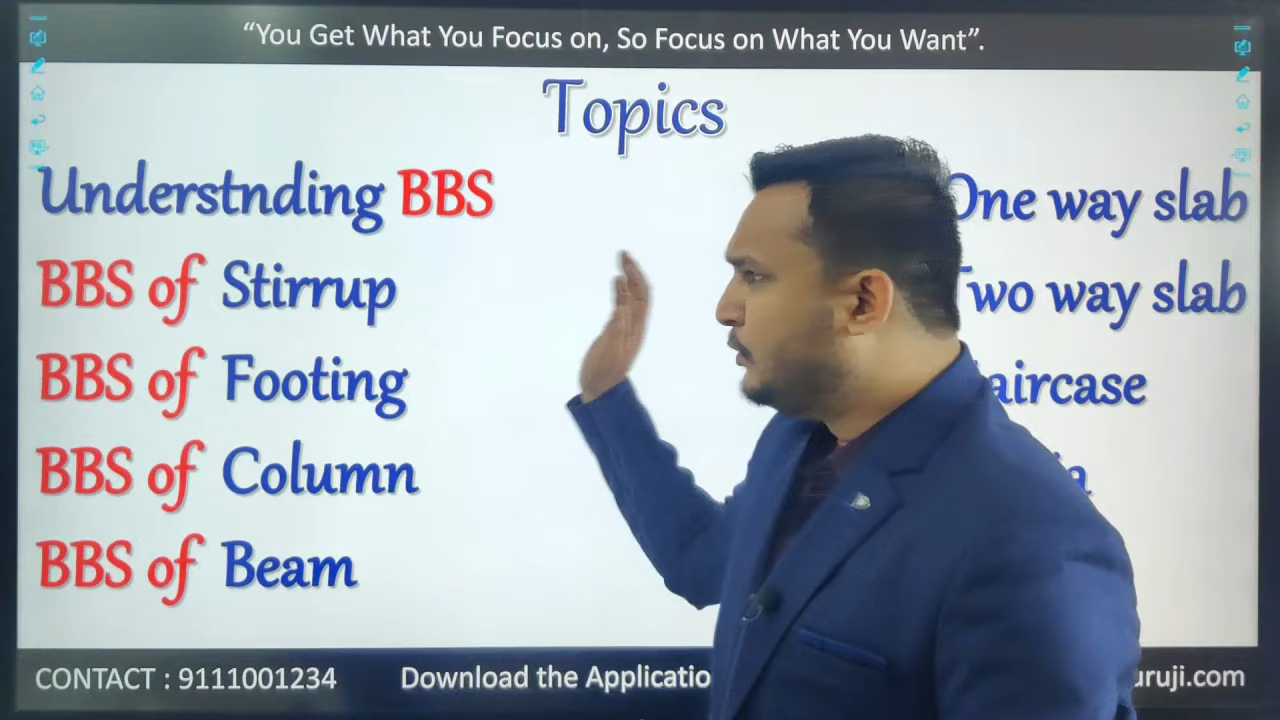 “You Get What You Focus on, So Focus on What You Want”.
Topics
Understnding BBS
BBS of Stirrup
BBS of Footing
BBS of Column
BBS of Beam
One way slab
Two way slab
aircase
CONTACT : 9111001234
Download the Applicatio
uruji.com